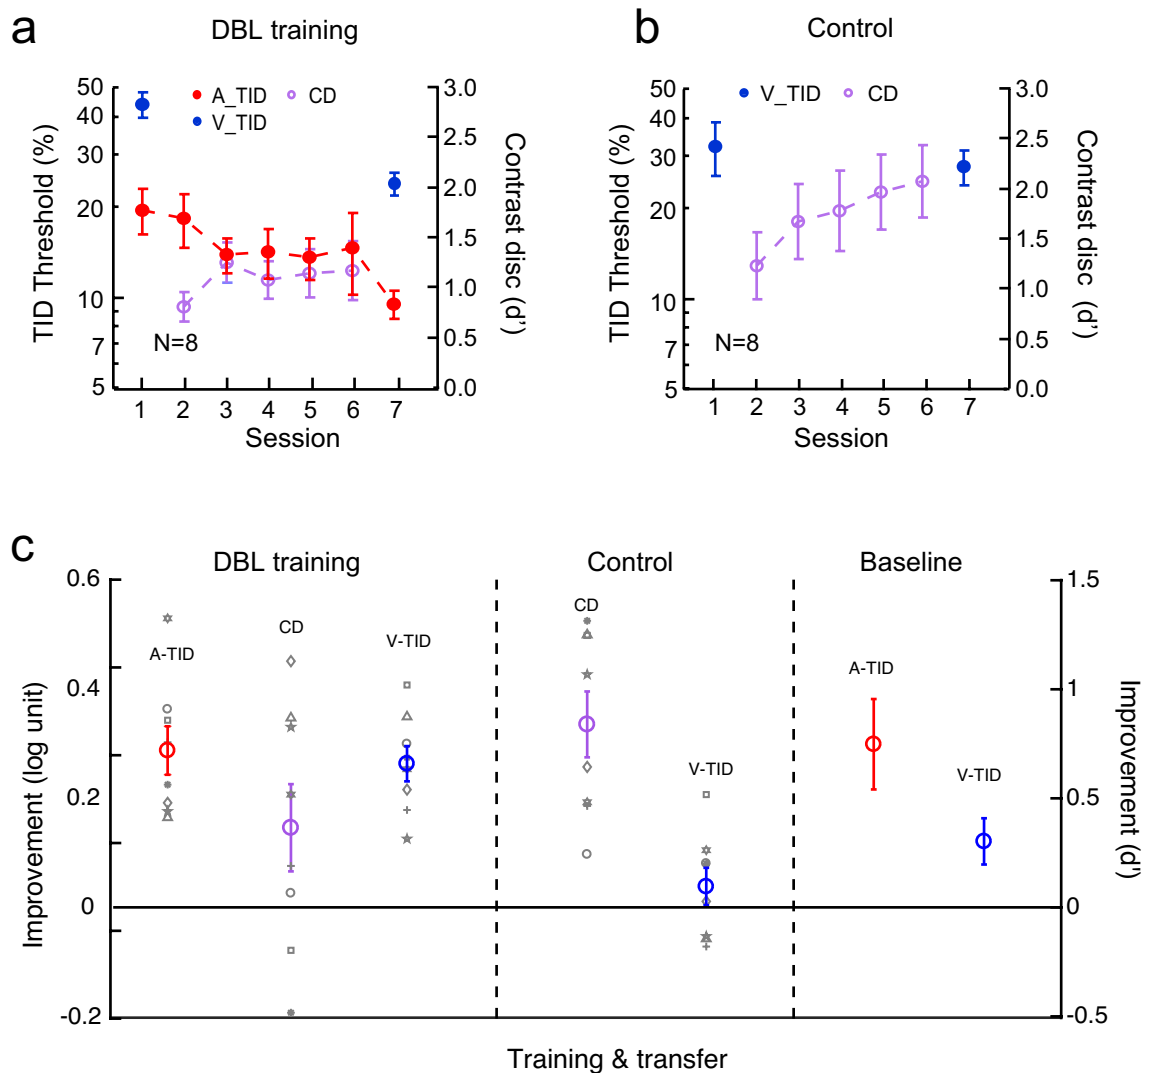 a
DBL training
A_TID
CD
V_TID
50
40
30
20
10
7
5
TID Threshold (%)
3.0
2.5
2.0
1.5
1.0
0.5
0.0
Contrast disc (d')
N=8
1 2 3 4 5 6 7
Session
b
Control
V_TID
CD
50
40
30
20
10
7
5
TID Threshold (%)
3.0
2.5
2.0
1.5
1.0
0.5
0.0
Contrast disc (d')
N=8
1 2 3 4 5 6 7
Session
c
DBL training
Control
Baseline
0.6
0.4
0.2
0
-0.2
Improvement (log unit)
A-TID
CD
V-TID
CD
V-TID
A-TID
V-TID
1.5
1
0.5
0
-0.5
Improvement (d')
Training & transfer